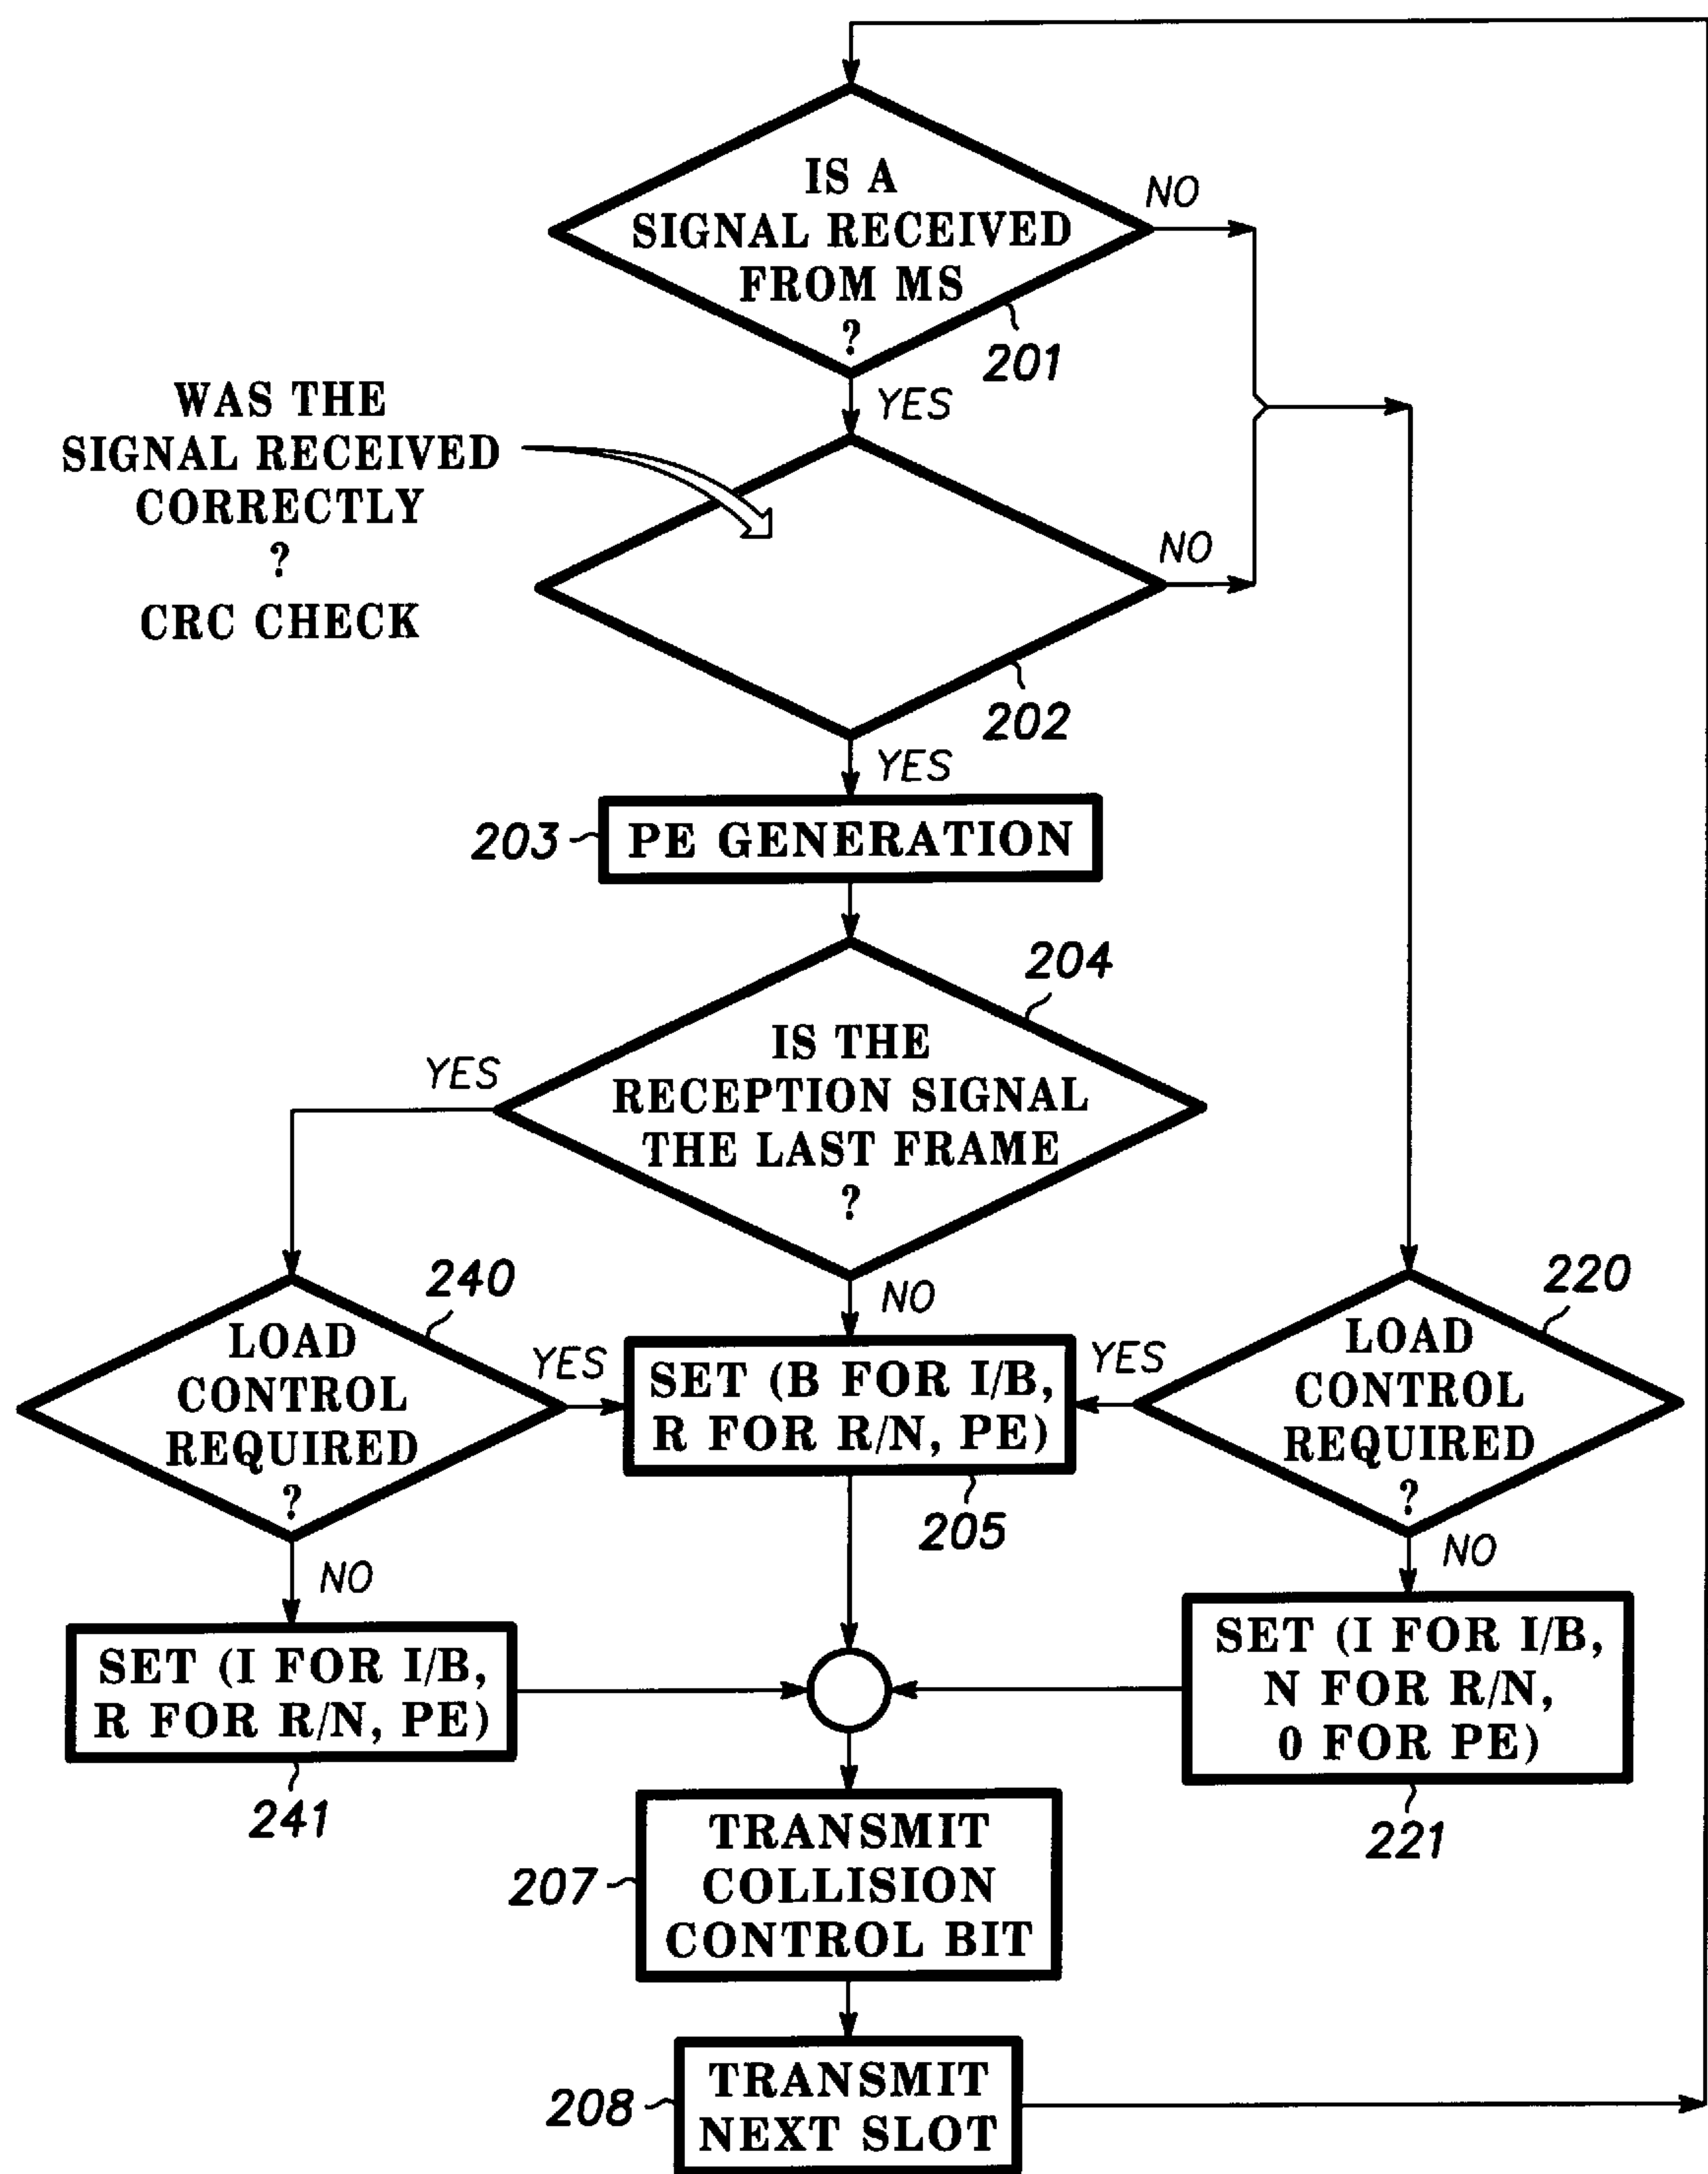 IS A
SIGNAL RECEIVED
FROM MS
?
NO
201
YES
WAS THE
SIGNAL RECEIVED
CORRECTLY
?
CRC CHECK
NO
202
YES
203
PE GENERATION
204
IS THE
RECEPTION SIGNAL
THE LAST FRAME
?
YES
NO
240
LOAD
CONTROL
REQUIRED
?
YES
NO
SET (B FOR I/B,
R FOR R/N, PE)
205
220
LOAD
CONTROL
REQUIRED
?
YES
NO
SET (I FOR I/B,
R FOR R/N, PE)
241
SET (I FOR I/B,
N FOR R/N,
0 FOR PE)
221
207
TRANSMIT
COLLISION
CONTROL BIT
208
TRANSMIT
NEXT SLOT